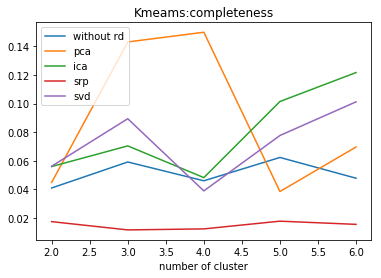 Kmeams:completeness
without rd
pca
ica
srp
svd
0.14
0.12
0.10
0.08
0.06
0.04
0.02
2.0 2.5 3.0 3.5 4.0 4.5 5.0 5.5 6.0
number of cluster